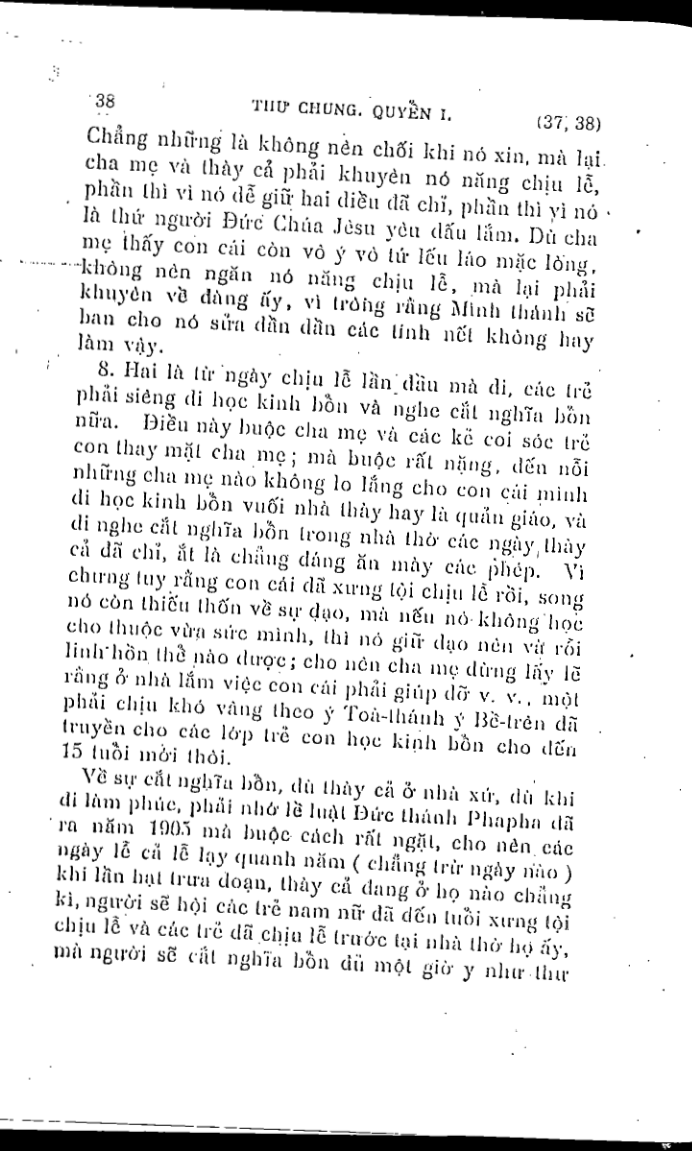 38 THƯ CHUNG. QUYỀN I. (37, 38)
Chẳng những là không nên chối khi nó xin, mà lại
cha mẹ và thày cả phải khuyên nó năng chịu lễ,
phần thì vì nó dễ giữ hai điều đã chỉ, phần thì vì nó
là thứ người Đức Chúa Jêsu yêu dấu lắm. Dù cha
mẹ thấy con cái còn vô ý vô tứ lếu láo mặc lòng,
không nên ngăn nó năng chịu lễ, mà lại phải
khuyên về đàng ấy, vì tròng rằng Mình thánh sẽ
ban cho nó sửa dần dần các tính nết không hay
làm vậy.
8. Hai là từ ngày chịu lễ lần đầu mà đi, các trẻ
phải siêng đi học kinh bổn và nghe cắt nghĩa bổn
nữa. Điều này buộc cha mẹ và các kẻ coi sóc trẻ
con thay mặt cha mẹ; mà buộc rất nặng, đến nỗi
những cha mẹ nào không lo lắng cho con cái mình
đi học kinh bổn vuối nhà thày hay là quản giáo, và
đi nghe cắt nghĩa bổn trong nhà thờ các ngày thày
cả đã chỉ, ắt là chẳng đáng ăn mày các phép. Vì
chưng tuy rằng con cái đã xưng tội chịu lễ rồi, song
nó còn thiếu thốn về sự đạo, mà nếu nó không học
cho thuộc vừa sức mình, thì nó giữ đạo nên và rỗi
linh hồn thể nào được; cho nên cha mẹ đừng lấy lẽ
rằng ở nhà lắm việc con cái phải giúp đỡ v. v., một
phải chịu khó vâng theo ý Toà-thánh ý Bề-trên đã
truyền cho các lớp trẻ con học kinh bổn cho đến
15 tuổi mới thôi.
Về sự cắt nghĩa bổn, dù thày cả ở nhà xứ, dù khi
đi làm phúc, phải nhớ lề luật Đức thánh Phapha đã
ra năm 1905 mà buộc cách rất ngặt, cho nên các
ngày lễ cả lễ lạy quanh năm ( chẳng trừ ngày nào )
khi lần hạt trưa đoạn, thày cả đang ở họ nào chẳng
kì, người sẽ hội các trẻ nam nữ đã đến tuổi xưng tội
chịu lễ và các trẻ đã chịu lễ trước tại nhà thờ họ ấy,
mà người sẽ cắt nghĩa bổn đủ một giờ y như thư